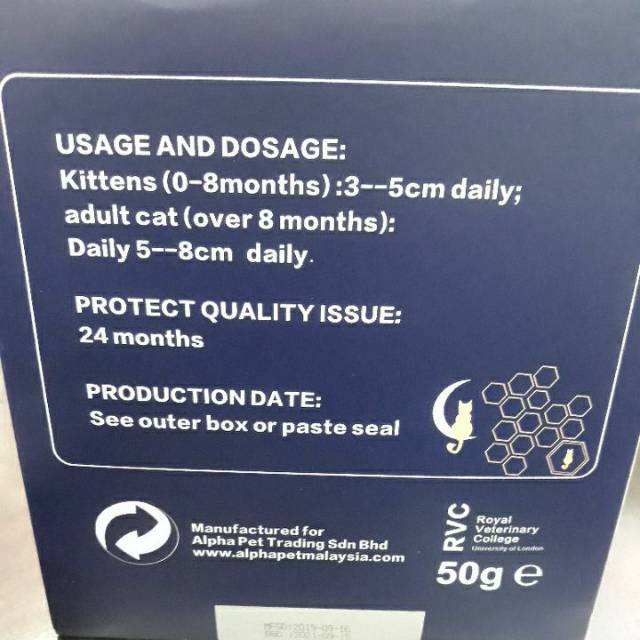 USAGE AND DOSAGE:
Kittens (0-8months) :3--5cm daily;
adult cat (over 8 months):
Daily 5--8cm daily.
PROTECT QUALITY ISSUE:
24 months
PRODUCTION DATE:
See outer box or paste seal
Manufactured for
Alpha Pet Trading Sdn Bhd
www.alphapetmalaysia.com
RVC
Royal
Veterinary
College
University of London
50g e